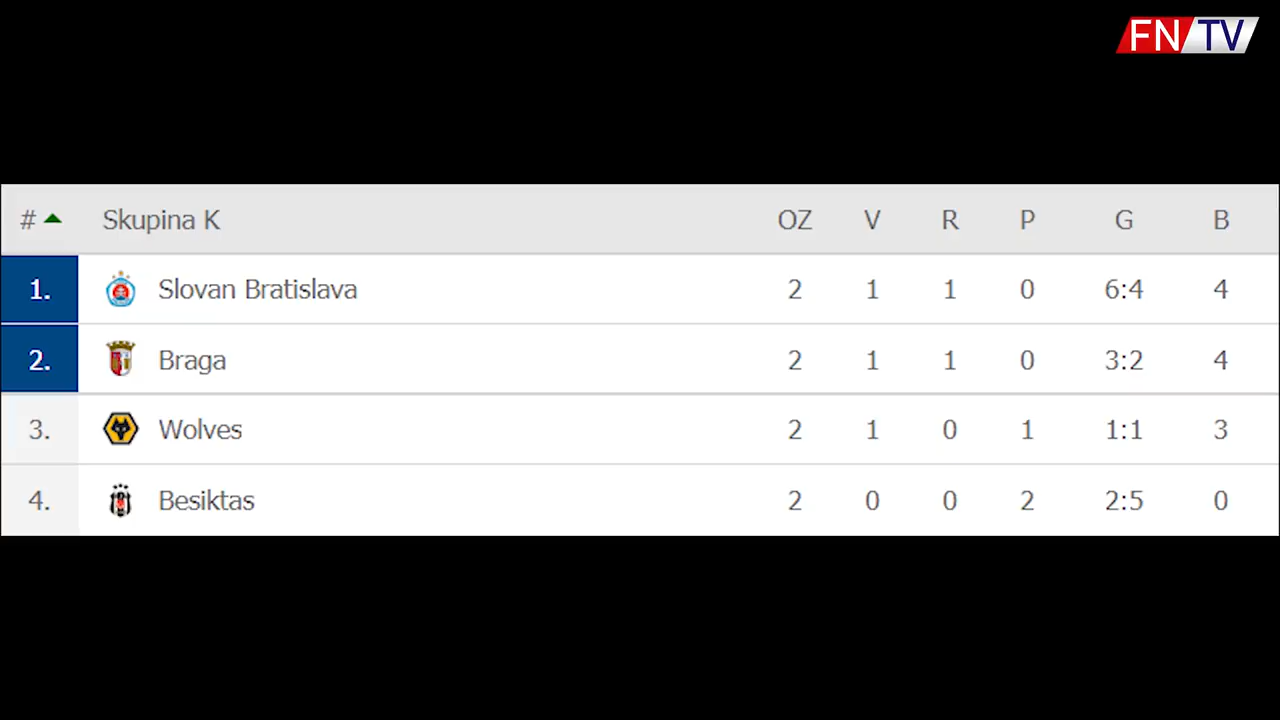 FN TV
# Skupina K OZ V R P G B
1. Slovan Bratislava 2 1 1 0 6:4 4
2. Braga 2 1 1 0 3:2 4
3. Wolves 2 1 0 1 1:1 3
4. Besiktas 2 0 0 2 2:5 0